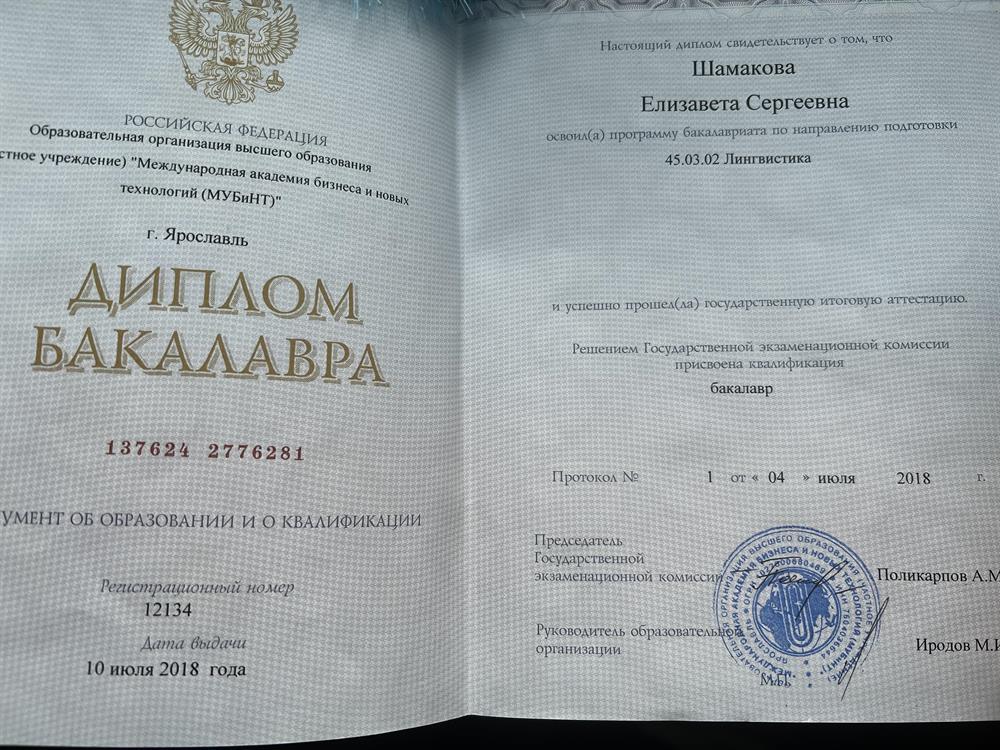 РОССИЙСКАЯ ФЕДЕРАЦИЯ
Образовательная организация высшего образования
учреждение) "Международная академия бизнеса и новых
технологий (МУБиНТ)"
г. Ярославль
ДИПЛОМ
БАКАЛАВРА
137624 2776281
ОБ ОБРАЗОВАНИИ И О КВАЛИФИКАЦИИ
Регистрационный номер
12134
Дата выдачи
10 июля 2018 года
Настоящий диплом свидетельствует о том, что
Шамакова
Елизавета Сергеевна
освоил(а) программу бакалавриата по направлению подготовки
45.03.02 Лингвистика
и успешно прошел(ла) государственную итоговую аттестацию.
Решением Государственной экзаменационной комиссии
присвоена квалификация
бакалавр
Протокол № 1 от « 04 » июля 2018 г.
Председатель
Государственной
экзаменационной комиссии Поликарпов А.М
Руководитель образовательной
организации Иродов М.И
М.П.